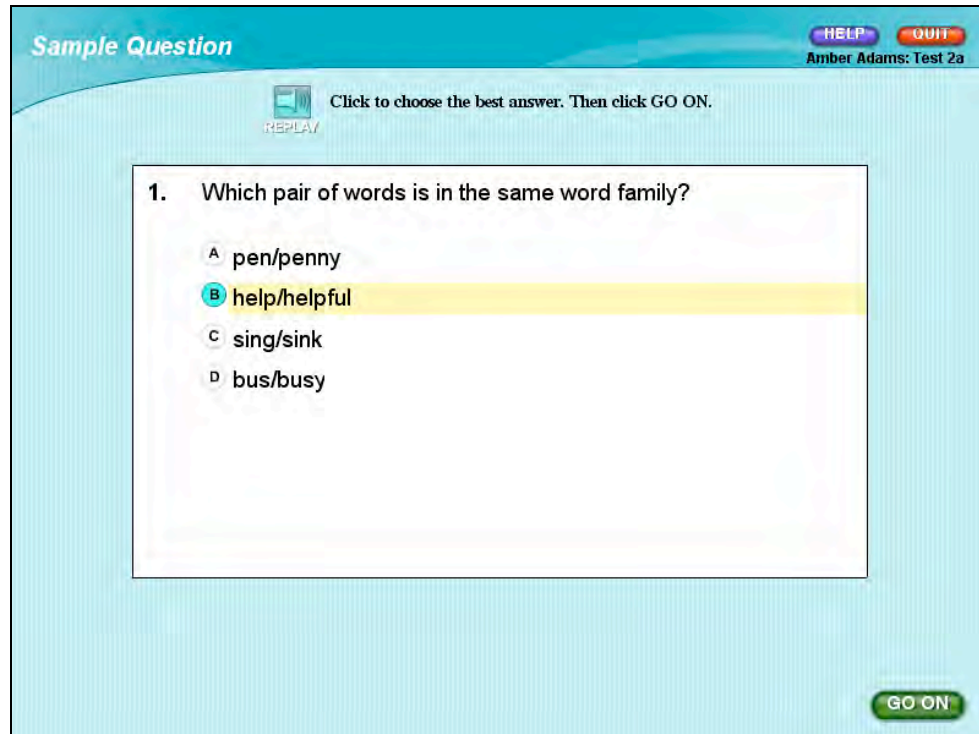 Sample Question
HELP QUIT
Amber Adams: Test 2a
Click to choose the best answer. Then click GO ON.
REPLAY
1. Which pair of words is in the same word family?
A pen/penny
B help/helpful
C sing/sink
D bus/busy
GO ON